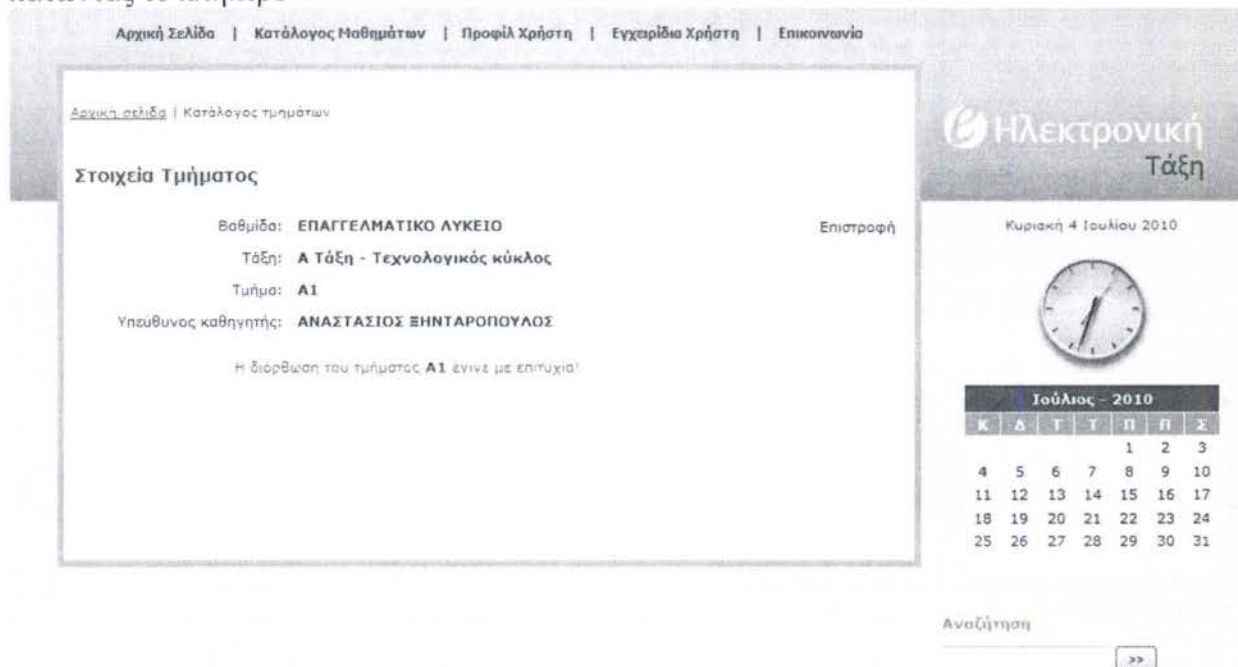 Αρχική Σελίδα | Κατάλογος Μαθημάτων | Προφίλ Χρήστη | Εγχειρίδια Χρήστη | Επικοινωνία
Αρχική σελίδα | Κατάλογος τμημάτων
Ηλεκτρονική
Τάξη
Στοιχεία Τμήματος
Βαθμίδα: ΕΠΑΓΓΕΛΜΑΤΙΚΟ ΛΥΚΕΙΟ
Επιστροφή
Τάξη: Α Τάξη - Τεχνολογικός κύκλος
Τμήμα: Α1
Υπεύθυνος καθηγητής: ΑΝΑΣΤΑΣΙΟΣ ΞΗΝΤΑΡΟΠΟΥΛΟΣ
Η διόρθωση του τμήματος Α1 έγινε με επιτυχία!
Κυριακή 4 Ιουλίου 2010
Ιούλιος - 2010
Κ Δ Τ Τ Π Π Σ
1 2 3
4 5 6 7 8 9 10
11 12 13 14 15 16 17
18 19 20 21 22 23 24
25 26 27 28 29 30 31
Αναζήτηση
>>